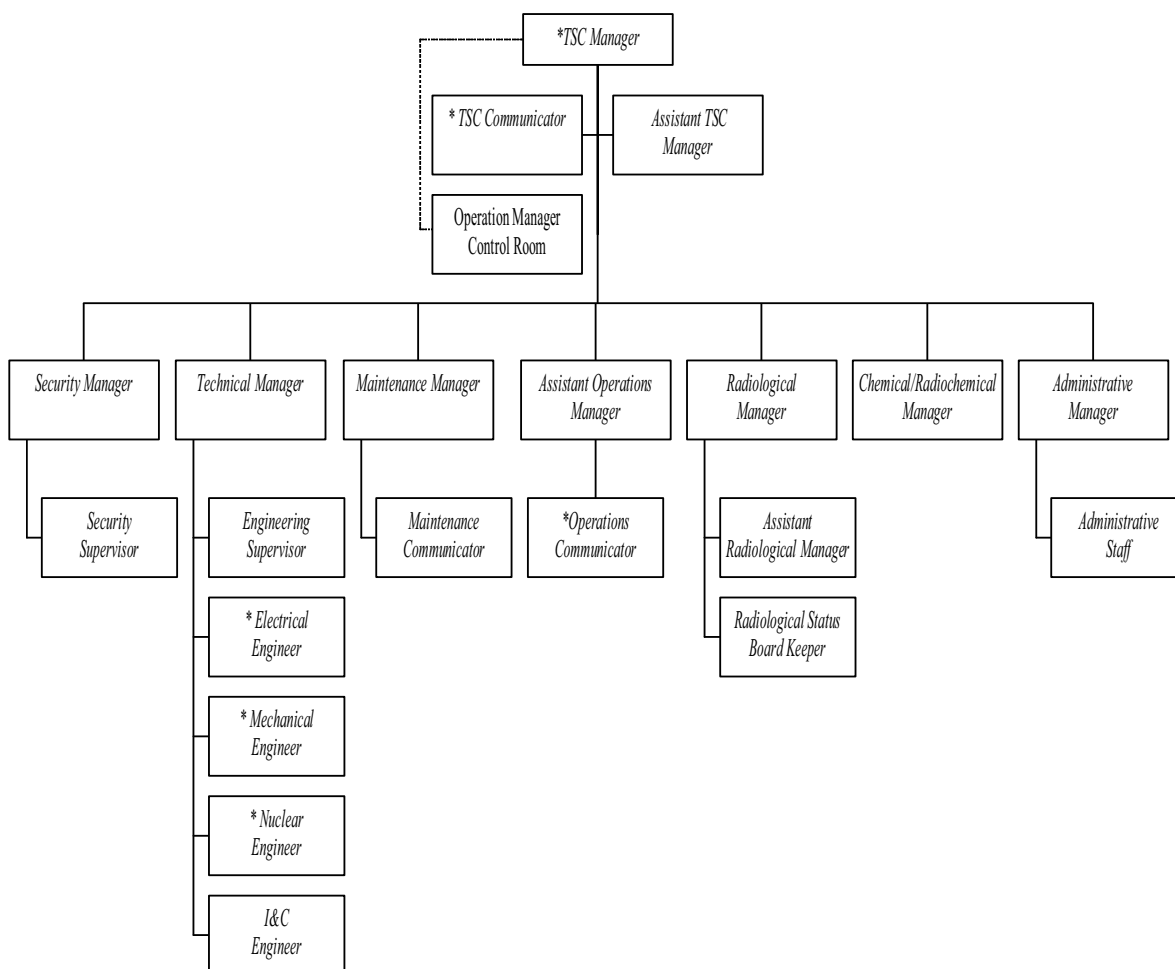 *TSC Manager
* TSC Communicator
Assistant TSC
Manager
Operation Manager
Control Room
Security Manager
Technical Manager
Maintenance Manager
Assistant Operations
Manager
Radiological
Manager
Chemical/Radiochemical
Manager
Administrative
Manager
Security
Supervisor
Engineering
Supervisor
Maintenance
Communicator
*Operations
Communicator
Assistant
Radiological Manager
Administrative
Staff
* Electrical
Engineer
Radiological Status
Board Keeper
* Mechanical
Engineer
* Nuclear
Engineer
I&C
Engineer